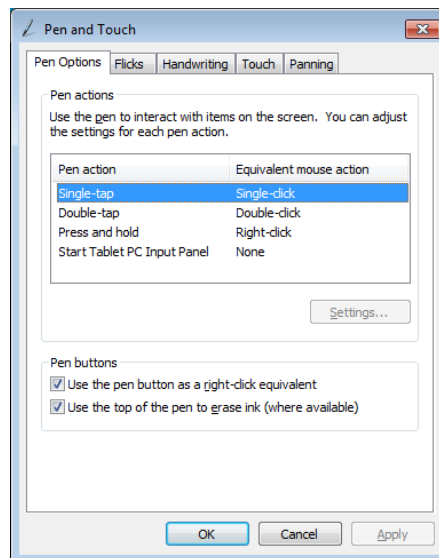 Pen and Touch
Pen Options Flicks Handwriting Touch Panning
Pen actions
Use the pen to interact with items on the screen. You can adjust
the settings for each pen action.
Pen action Equivalent mouse action
Single-tap Single-click
Double-tap Double-click
Press and hold Right-click
Start Tablet PC Input Panel None
Settings...
Pen buttons
Use the pen button as a right-click equivalent
Use the top of the pen to erase ink (where available)
OK Cancel Apply